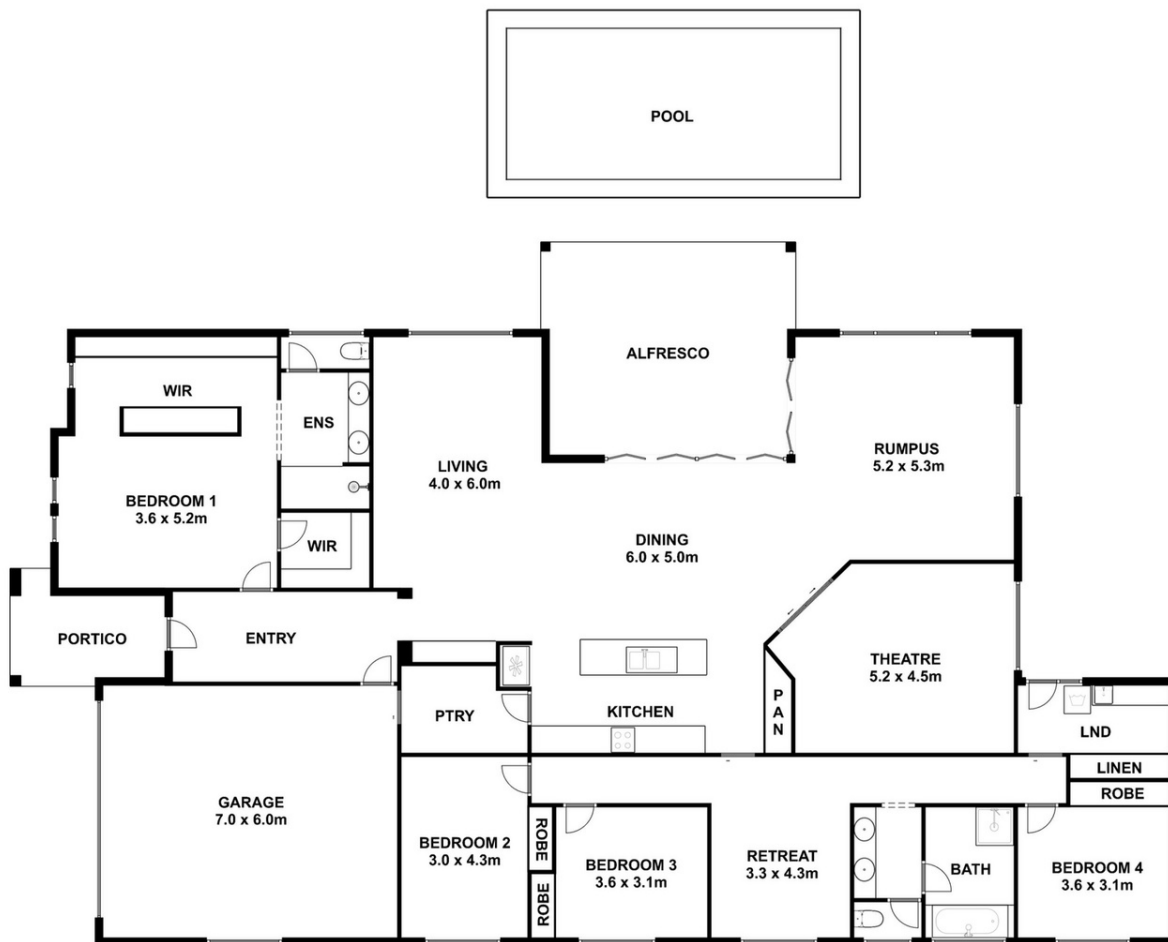 POOL
ALFRESCO
WIR
ENS
RUMPUS
5.2 x 5.3m
LIVING
4.0 x 6.0m
BEDROOM 1
3.6 x 5.2m
WIR
DINING
6.0 x 5.0m
PORTICO
ENTRY
THEATRE
5.2 x 4.5m
PTRY
KITCHEN
PAN
LND
LINEN
ROBE
GARAGE
7.0 x 6.0m
BEDROOM 2
3.0 x 4.3m
ROBE
ROBE
BEDROOM 3
3.6 x 3.1m
RETREAT
3.3 x 4.3m
BATH
BEDROOM 4
3.6 x 3.1m